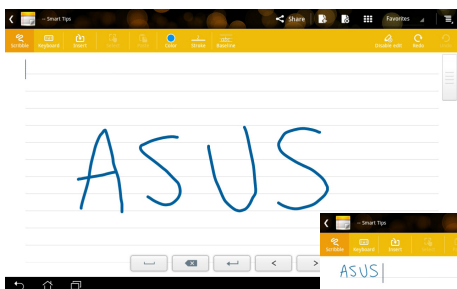 – Smart Tips
Share
Favorites
Scribble
Keyboard
Insert
Color
Stroke
Baseline
Disable edit
Redo
ASUS
– Smart Tips
Scribble
Keyboard
Insert
ASUS